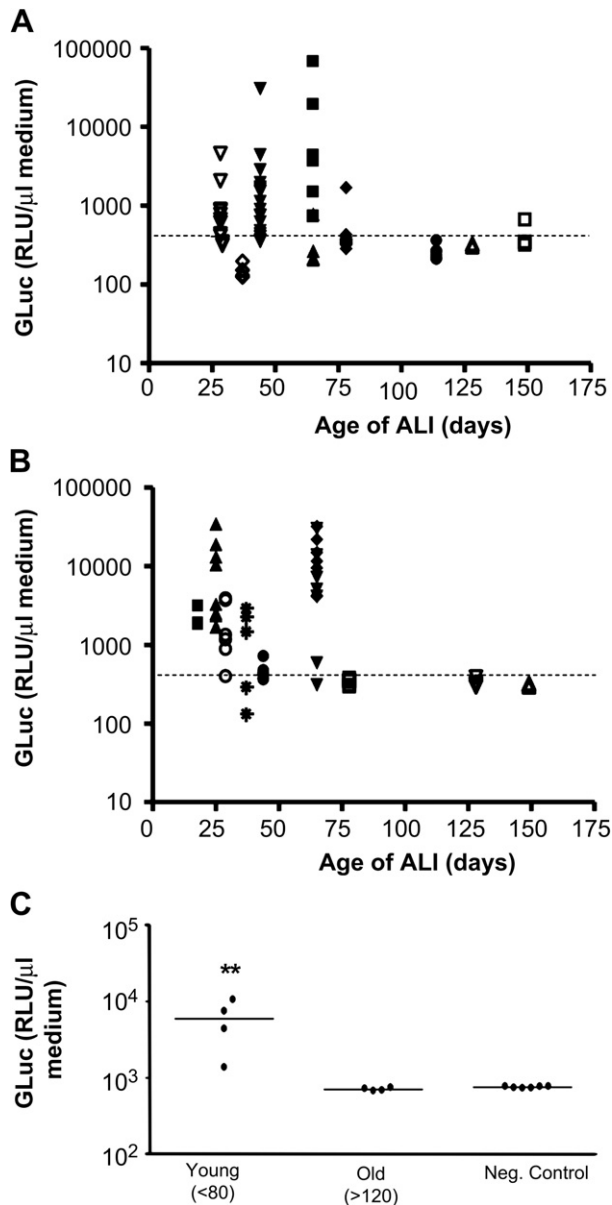 A
GLuc (RLU/µl medium)
100000
10000
1000
100
10
0 25 50 75 100 125 150 175
Age of ALI (days)
B
GLuc (RLU/µl medium)
100000
10000
1000
100
10
0 25 50 75 100 125 150 175
Age of ALI (days)
C
GLuc (RLU/µl
medium)
10⁵
10⁴
10³
10²
**
Young Old Neg. Control
(<80) (>120)